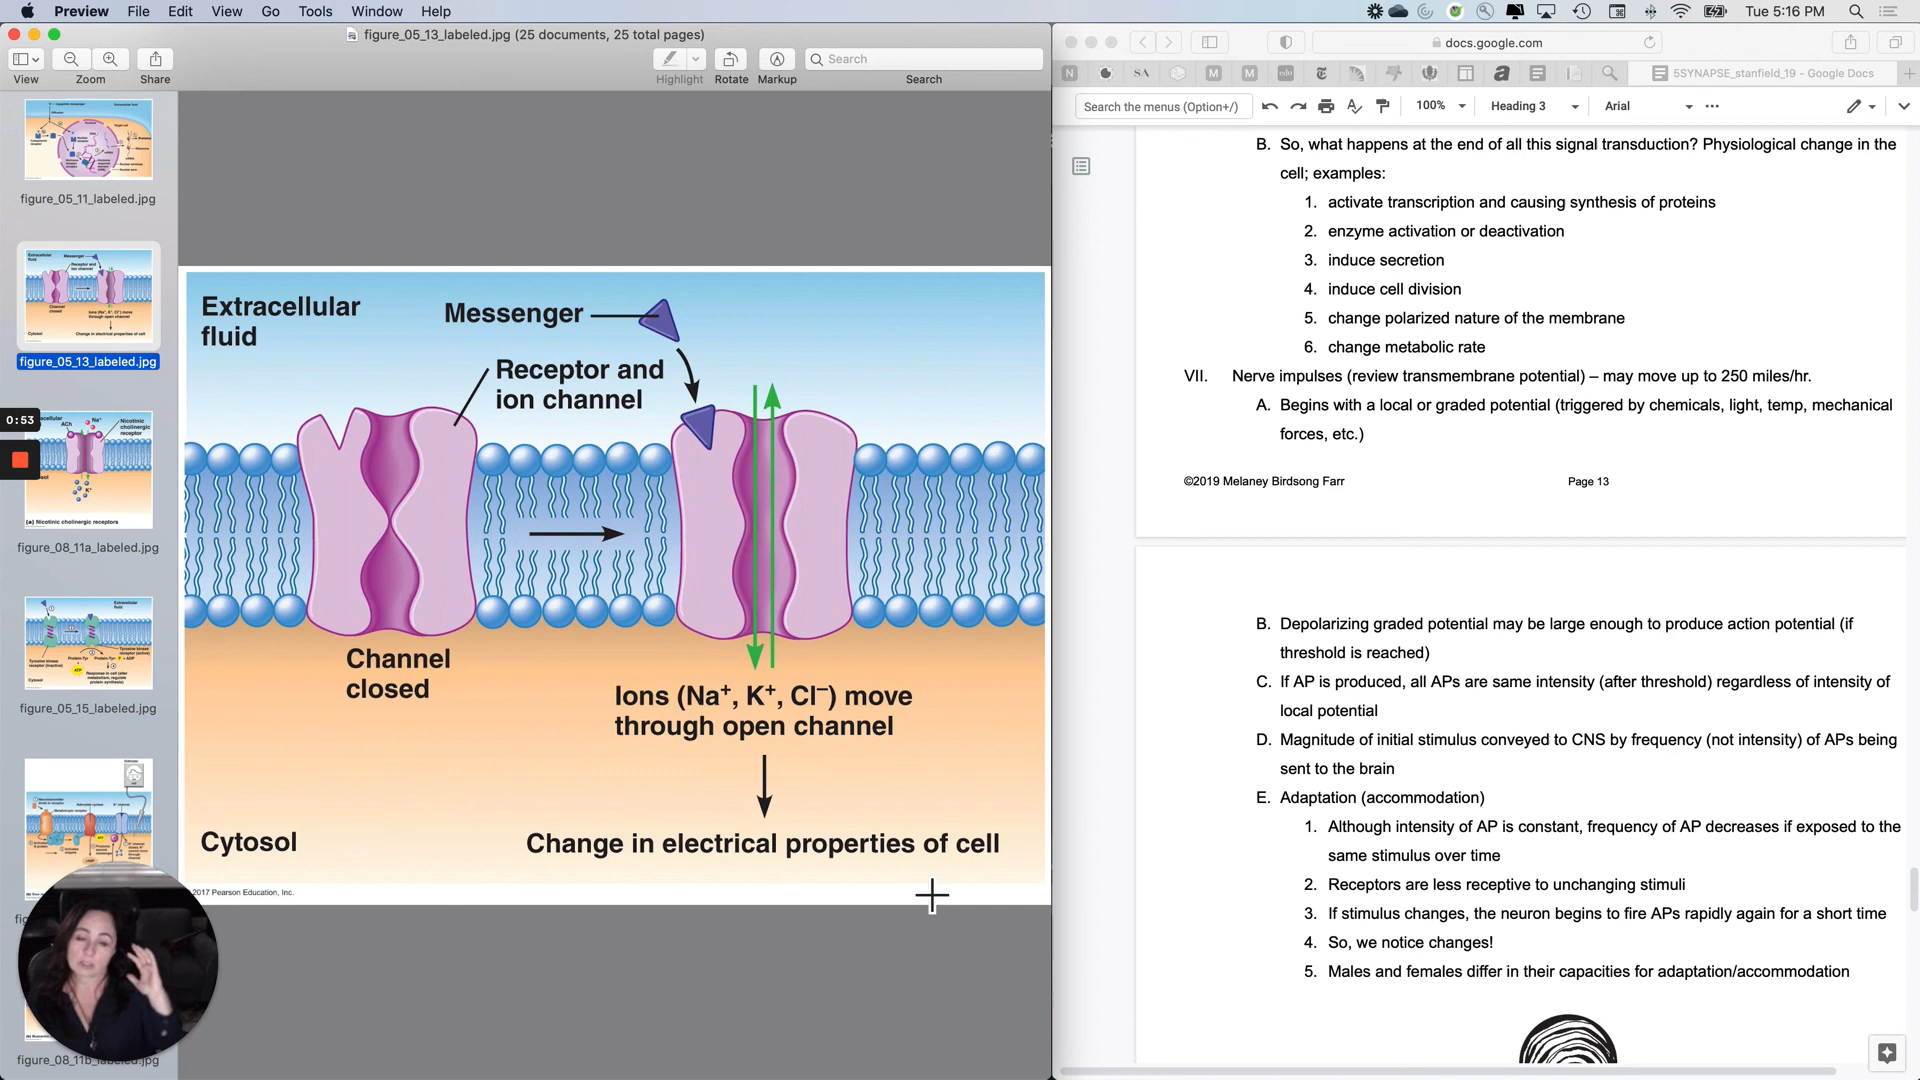 Preview File Edit View Go Tools Window Help
Tue 5:16 PM
figure_05_13_labeled.jpg (25 documents, 25 total pages)
View
Zoom
Share
Highlight
Rotate
Markup
Search
Search
figure_05_11_labeled.jpg
figure_05_13_labeled.jpg
0:53
(a) Nicotinic cholinergic receptors
figure_08_11a_labeled.jpg
figure_05_15_labeled.jpg
figure_08_11b_labeled.jpg
Extracellular
fluid
Messenger
Receptor and
ion channel
Channel
closed
Ions (Na⁺, K⁺, Cl⁻) move
through open channel
Cytosol
Change in electrical properties of cell
2017 Pearson Education, Inc.
docs.google.com
5SYNAPSE_stanfield_19 - Google Docs
Search the menus (Option+/)
100%
Heading 3
Arial
B. So, what happens at the end of all this signal transduction? Physiological change in the
cell; examples:
1. activate transcription and causing synthesis of proteins
2. enzyme activation or deactivation
3. induce secretion
4. induce cell division
5. change polarized nature of the membrane
6. change metabolic rate
VII. Nerve impulses (review transmembrane potential) – may move up to 250 miles/hr.
A. Begins with a local or graded potential (triggered by chemicals, light, temp, mechanical
forces, etc.)
©2019 Melaney Birdsong Farr Page 13
B. Depolarizing graded potential may be large enough to produce action potential (if
threshold is reached)
C. If AP is produced, all APs are same intensity (after threshold) regardless of intensity of
local potential
D. Magnitude of initial stimulus conveyed to CNS by frequency (not intensity) of APs being
sent to the brain
E. Adaptation (accommodation)
1. Although intensity of AP is constant, frequency of AP decreases if exposed to the
same stimulus over time
2. Receptors are less receptive to unchanging stimuli
3. If stimulus changes, the neuron begins to fire APs rapidly again for a short time
4. So, we notice changes!
5. Males and females differ in their capacities for adaptation/accommodation